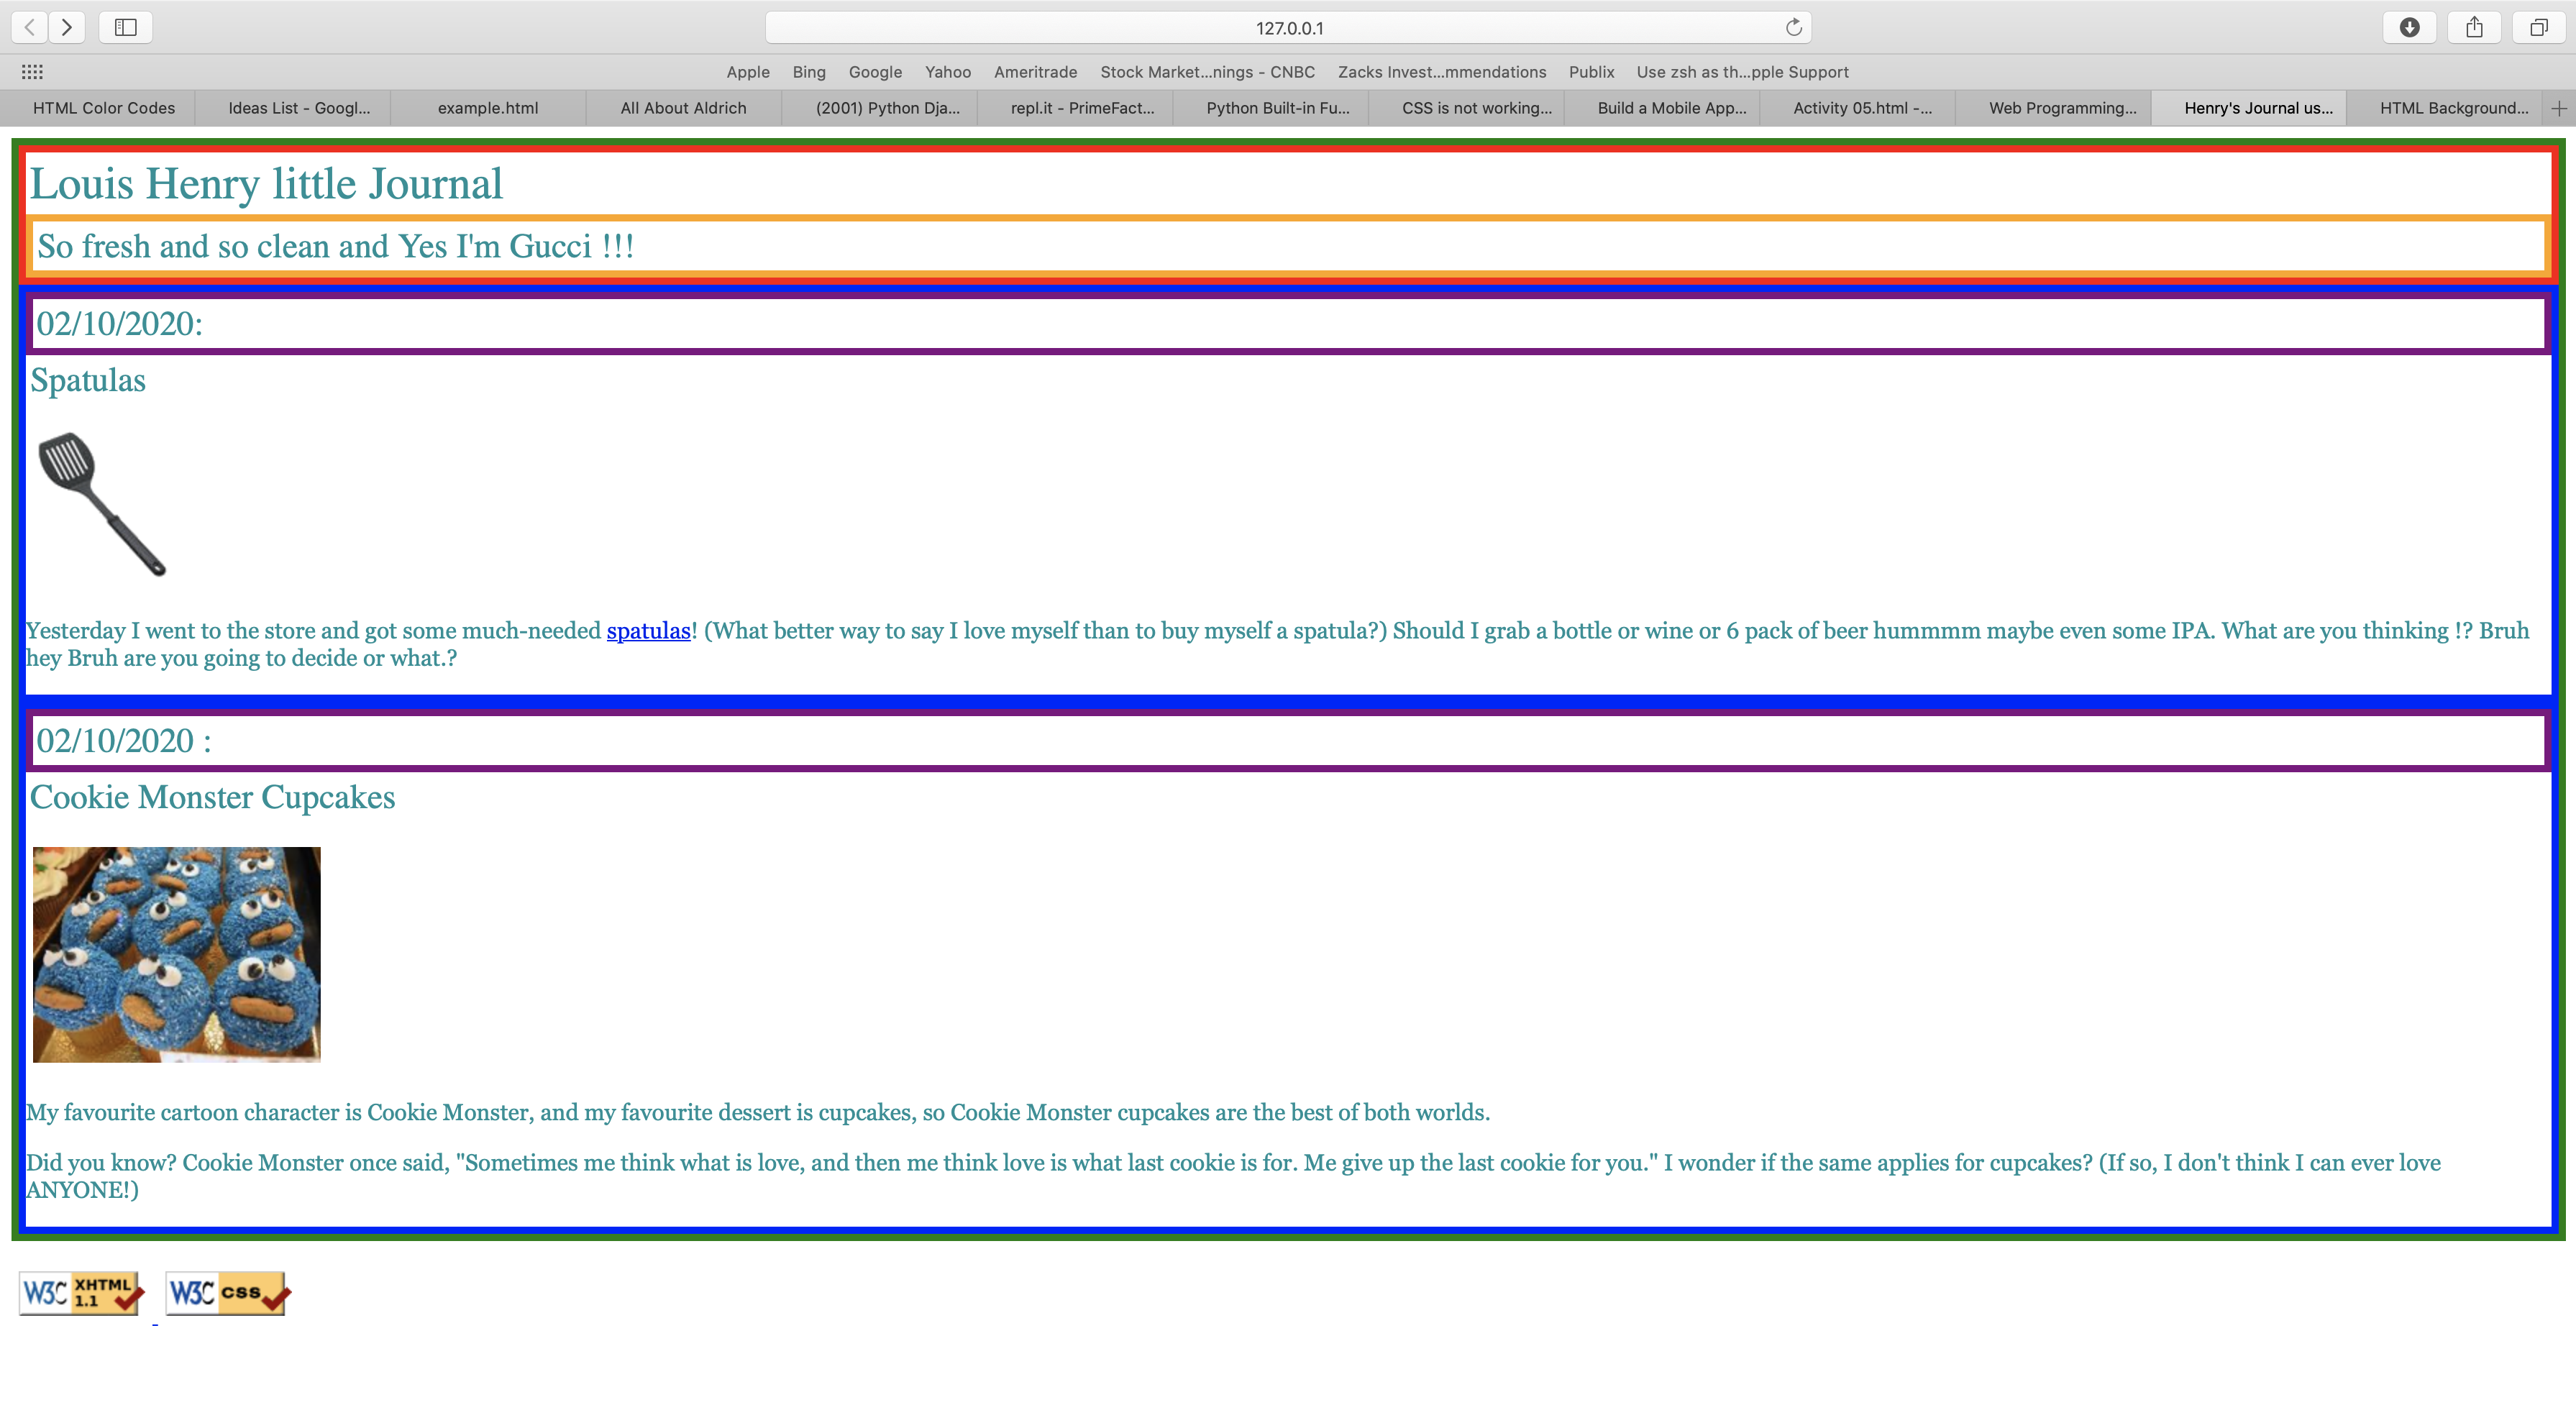 127.0.0.1
Apple Bing Google Yahoo Ameritrade Stock Market...nings - CNBC Zacks Invest...mmendations Publix Use zsh as th...pple Support
HTML Color Codes Ideas List - Googl... example.html All About Aldrich (2001) Python Dja... repl.it - PrimeFact... Python Built-in Fu... CSS is not working... Build a Mobile App... Activity 05.html -... Web Programming... Henry's Journal us... HTML Background...
Louis Henry little Journal
So fresh and so clean and Yes I'm Gucci !!!
02/10/2020:
Spatulas
Yesterday I went to the store and got some much-needed spatulas! (What better way to say I love myself than to buy myself a spatula?) Should I grab a bottle or wine or 6 pack of beer hummmm maybe even some IPA. What are you thinking !? Bruh
hey Bruh are you going to decide or what.?
02/10/2020 :
Cookie Monster Cupcakes
My favourite cartoon character is Cookie Monster, and my favourite dessert is cupcakes, so Cookie Monster cupcakes are the best of both worlds.
Did you know? Cookie Monster once said, "Sometimes me think what is love, and then me think love is what last cookie is for. Me give up the last cookie for you." I wonder if the same applies for cupcakes? (If so, I don't think I can ever love
ANYONE!)
W3C XHTML 1.1 W3C CSS